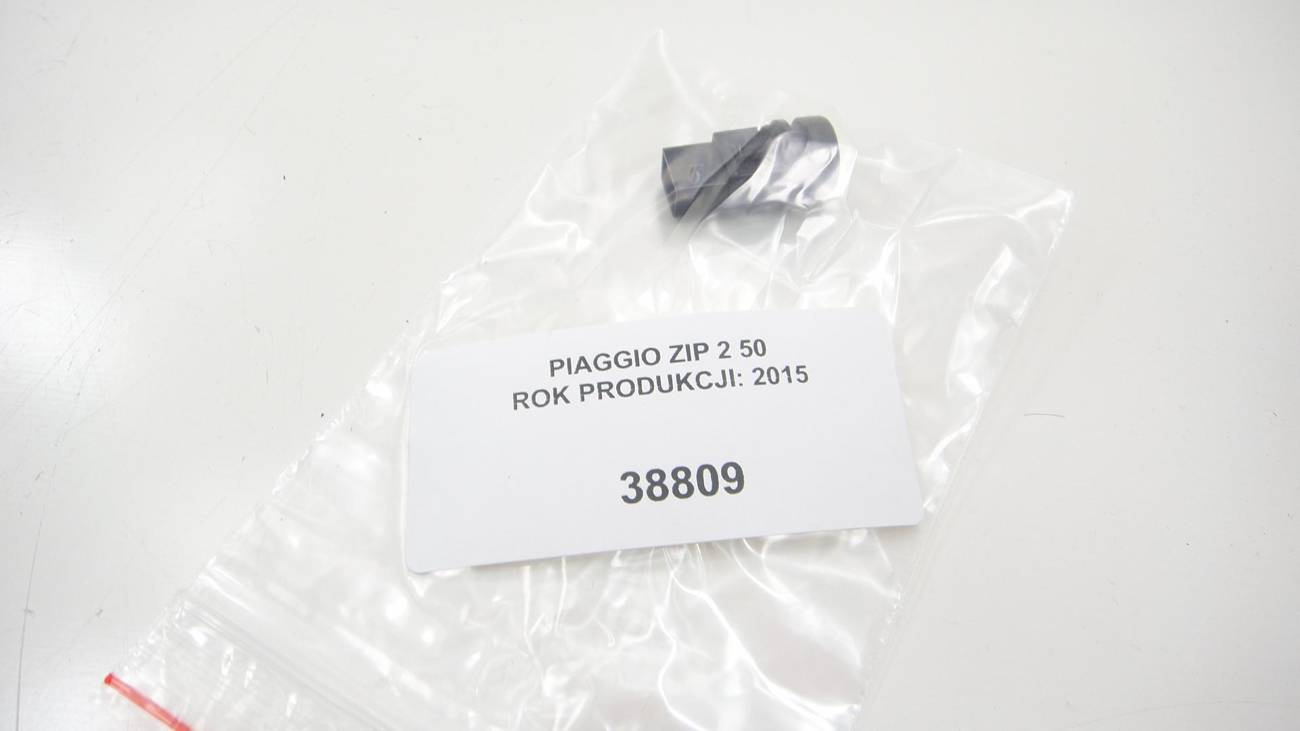 PIAGGIO ZIP 2 50
ROK PRODUKCJI: 2015
38809